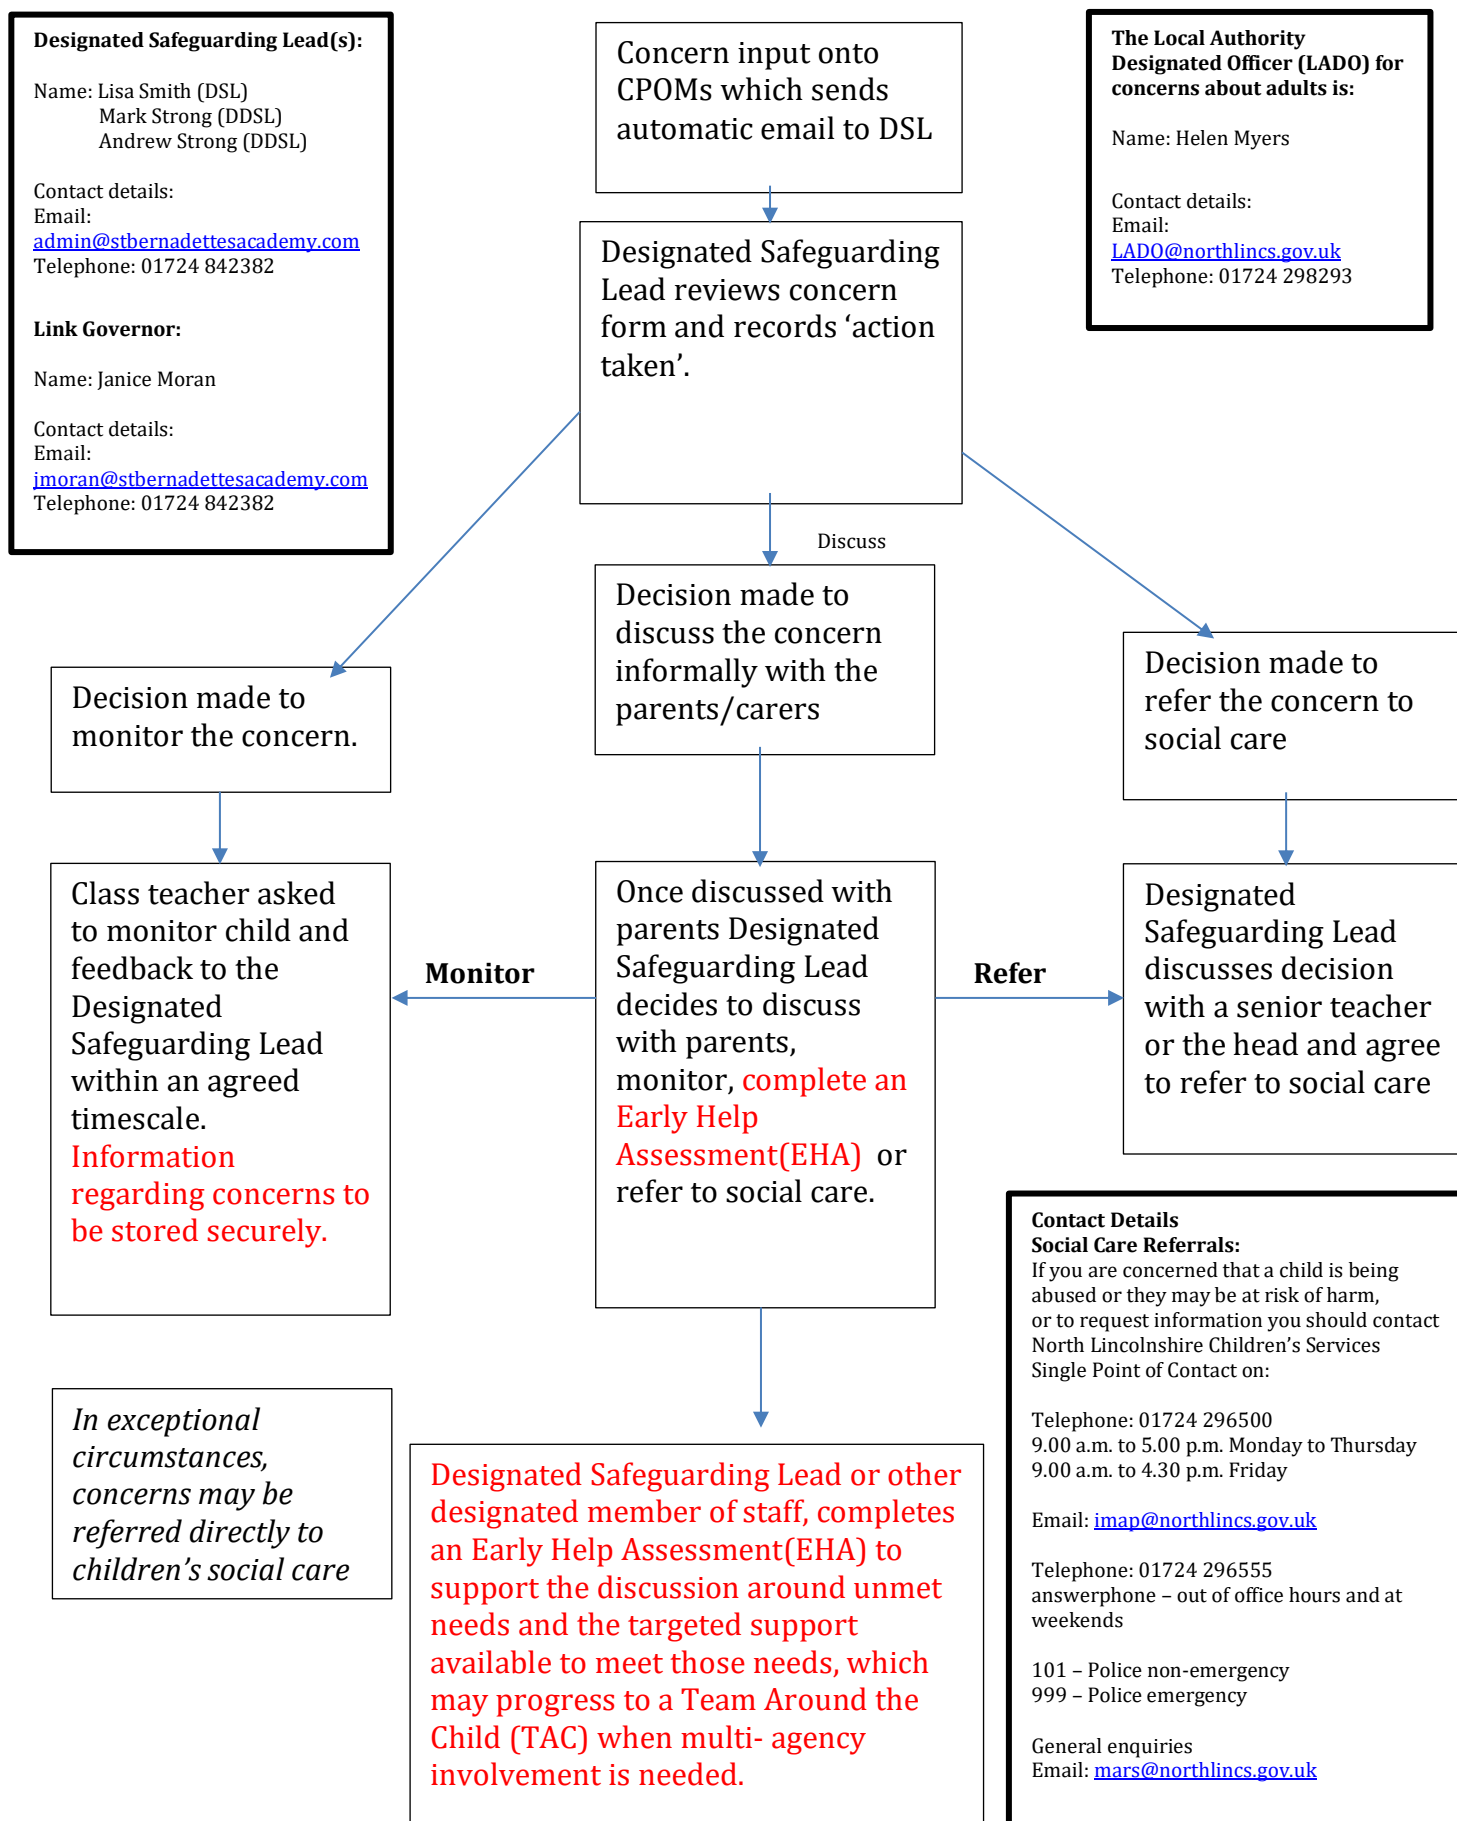 Designated Safeguarding Lead(s):
Name: Lisa Smith (DSL)
Mark Strong (DDSL)
Andrew Strong (DDSL)
Contact details:
Email:
admin@stbernadettesacademy.com
Telephone: 01724 842382
Link Governor:
Name: Janice Moran
Contact details:
Email:
jmoran@stbernadettesacademy.com
Telephone: 01724 842382
Concern input onto
CPOMs which sends
automatic email to DSL
The Local Authority
Designated Officer (LADO) for
concerns about adults is:
Name: Helen Myers
Contact details:
Email:
LADO@northlincs.gov.uk
Telephone: 01724 298293
Designated Safeguarding
Lead reviews concern
form and records ‘action
taken’.
Discuss
Decision made to
monitor the concern.
Decision made to
discuss the concern
informally with the
parents/carers
Decision made to
refer the concern to
social care
Class teacher asked
to monitor child and
feedback to the
Designated
Safeguarding Lead
within an agreed
timescale.
Information
regarding concerns to
be stored securely.
Monitor
Once discussed with
parents Designated
Safeguarding Lead
decides to discuss
with parents,
monitor, complete an
Early Help
Assessment(EHA) or
refer to social care.
Refer
Designated
Safeguarding Lead
discusses decision
with a senior teacher
or the head and agree
to refer to social care
In exceptional
circumstances,
concerns may be
referred directly to
children’s social care
Designated Safeguarding Lead or other
designated member of staff, completes
an Early Help Assessment(EHA) to
support the discussion around unmet
needs and the targeted support
available to meet those needs, which
may progress to a Team Around the
Child (TAC) when multi- agency
involvement is needed.
Contact Details
Social Care Referrals:
If you are concerned that a child is being
abused or they may be at risk of harm,
or to request information you should contact
North Lincolnshire Children’s Services
Single Point of Contact on:
Telephone: 01724 296500
9.00 a.m. to 5.00 p.m. Monday to Thursday
9.00 a.m. to 4.30 p.m. Friday
Email: imap@northlincs.gov.uk
Telephone: 01724 296555
answerphone – out of office hours and at
weekends
101 – Police non-emergency
999 – Police emergency
General enquiries
Email: mars@northlincs.gov.uk